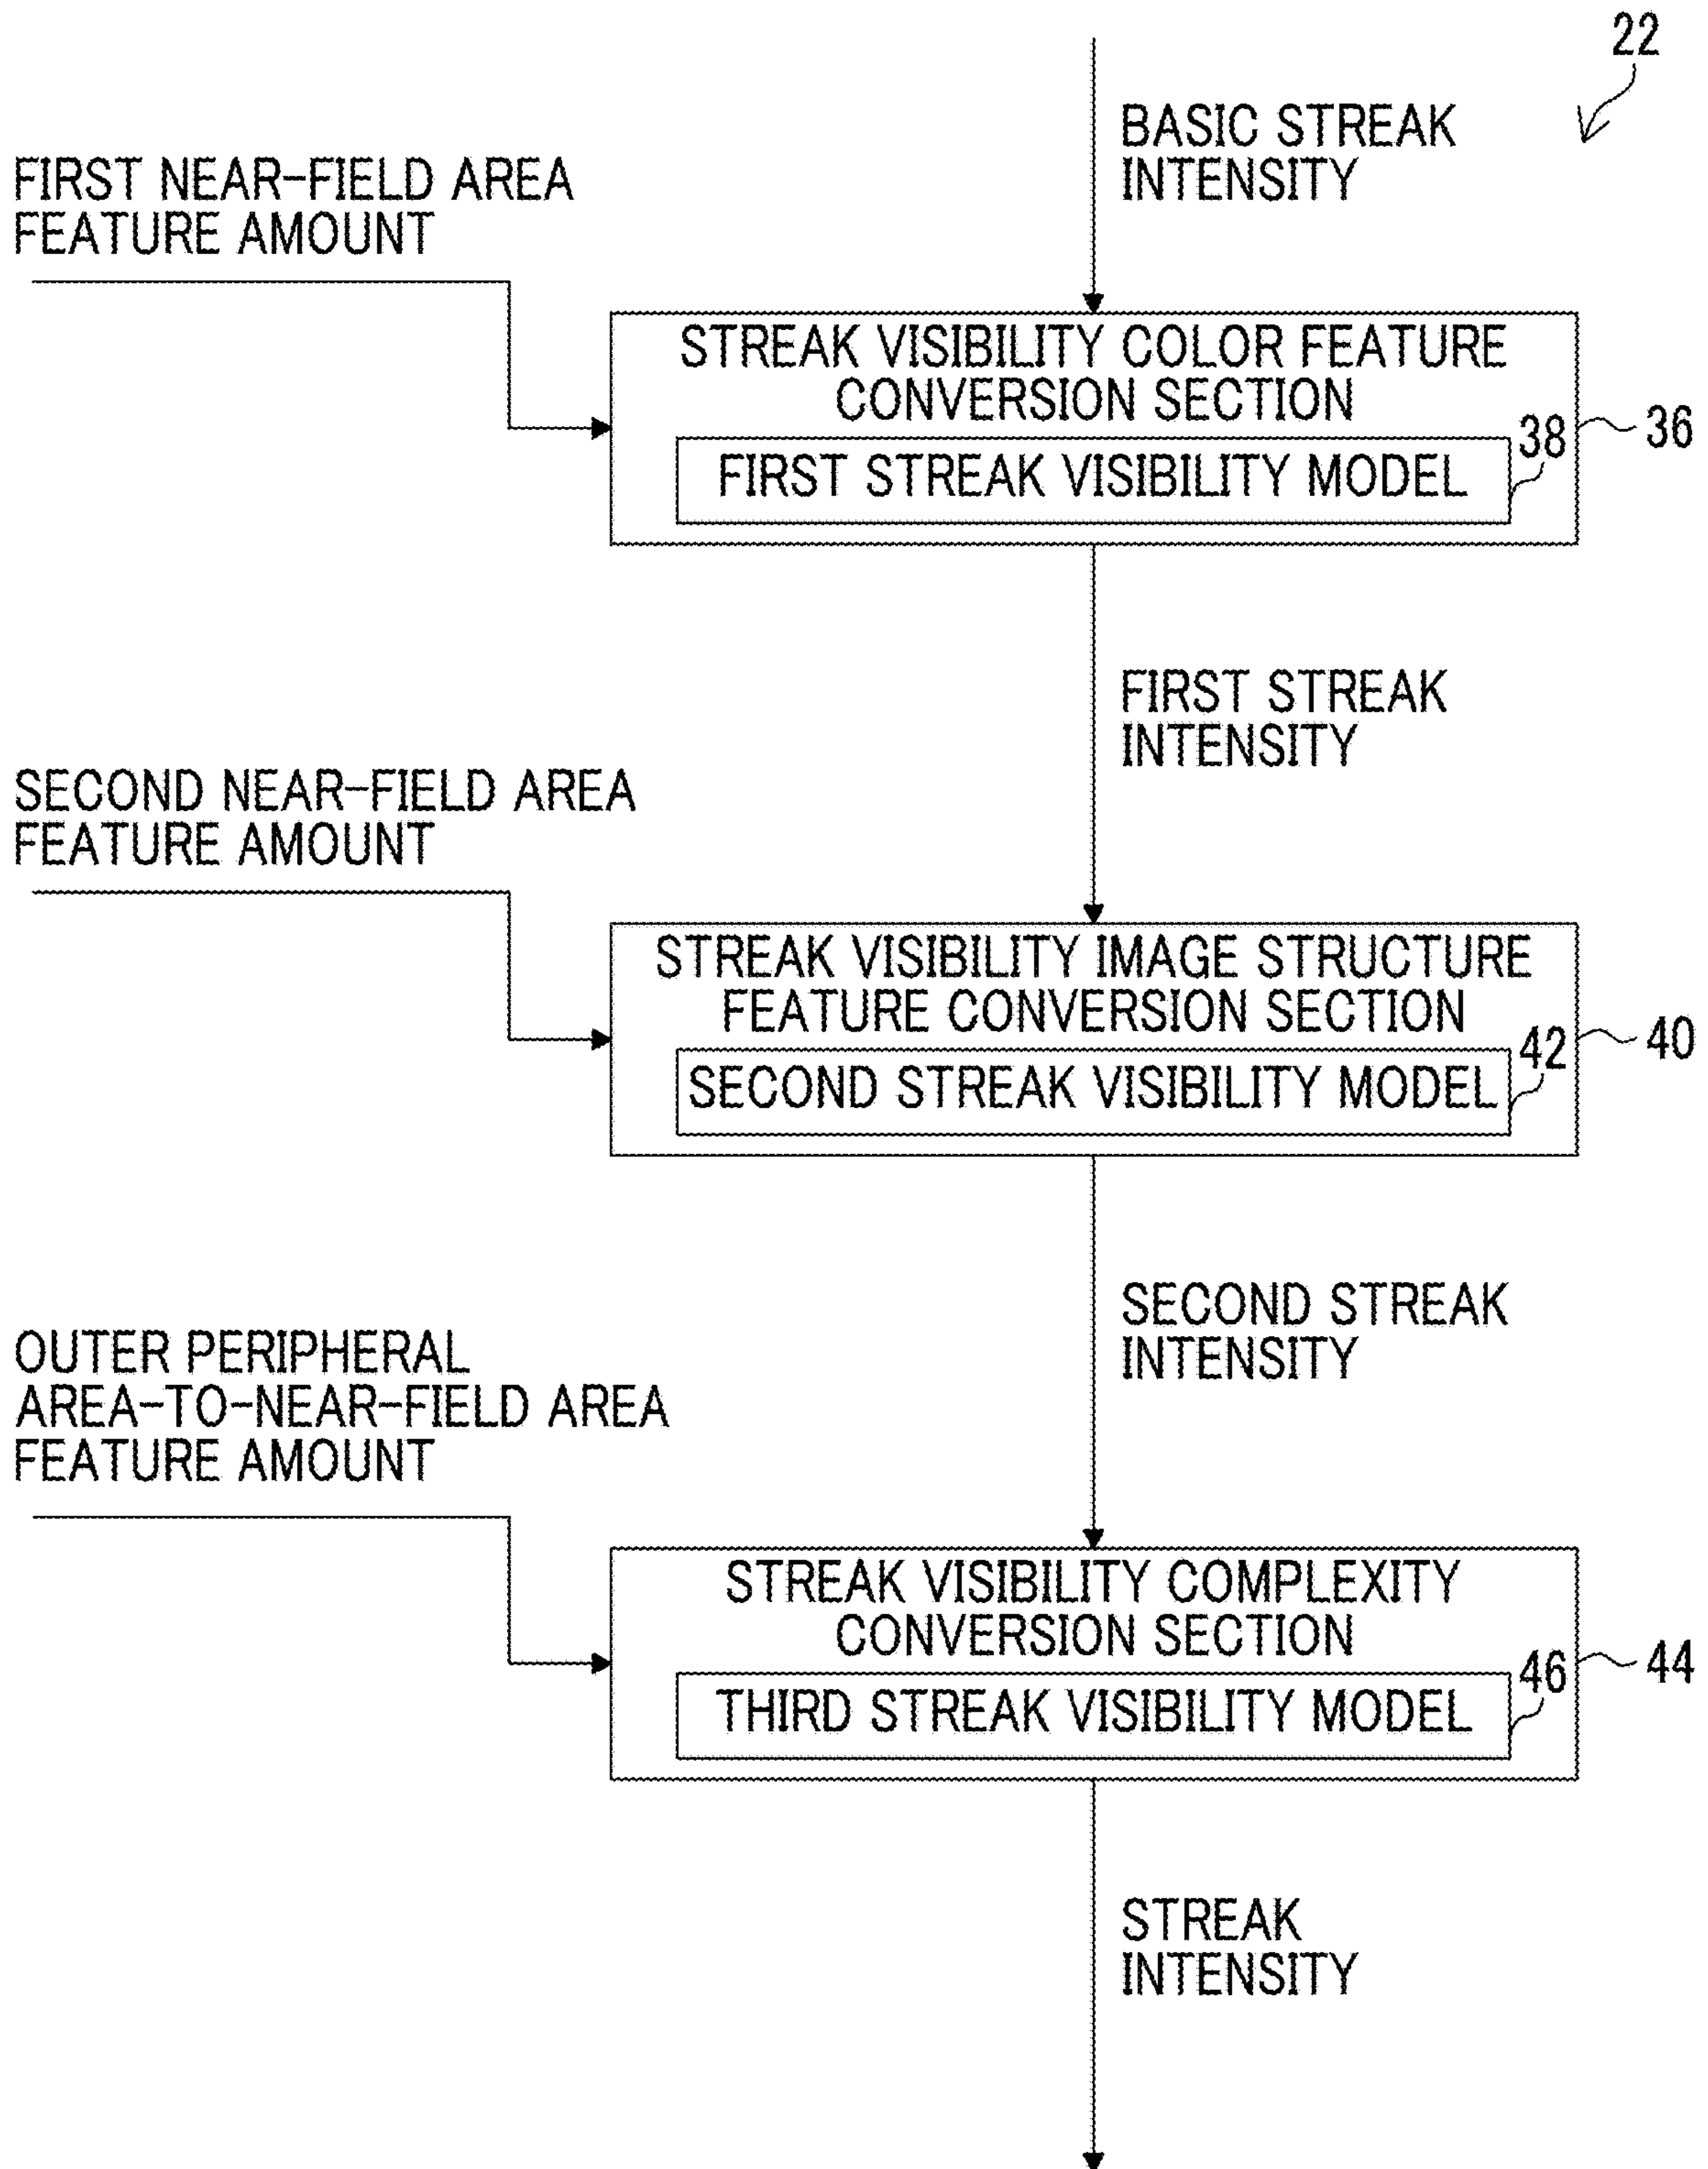 22
BASIC STREAK
INTENSITY
FIRST NEAR-FIELD AREA
FEATURE AMOUNT
STREAK VISIBILITY COLOR FEATURE
CONVERSION SECTION
38
36
FIRST STREAK VISIBILITY MODEL
FIRST STREAK
INTENSITY
SECOND NEAR-FIELD AREA
FEATURE AMOUNT
STREAK VISIBILITY IMAGE STRUCTURE
FEATURE CONVERSION SECTION
42
40
SECOND STREAK VISIBILITY MODEL
SECOND STREAK
INTENSITY
OUTER PERIPHERAL
AREA-TO-NEAR-FIELD AREA
FEATURE AMOUNT
STREAK VISIBILITY COMPLEXITY
CONVERSION SECTION
46
44
THIRD STREAK VISIBILITY MODEL
STREAK
INTENSITY